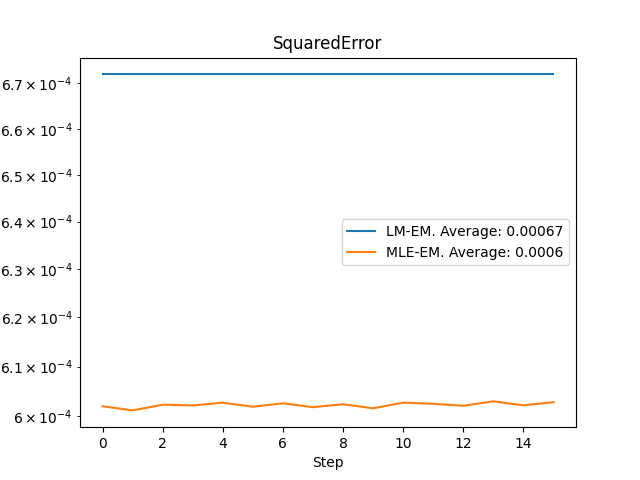 SquaredError
6.7 × 10⁻⁴
6.6 × 10⁻⁴
6.5 × 10⁻⁴
6.4 × 10⁻⁴
6.3 × 10⁻⁴
6.2 × 10⁻⁴
6.1 × 10⁻⁴
6 × 10⁻⁴
LM-EM. Average: 0.00067
MLE-EM. Average: 0.0006
0 2 4 6 8 10 12 14
Step